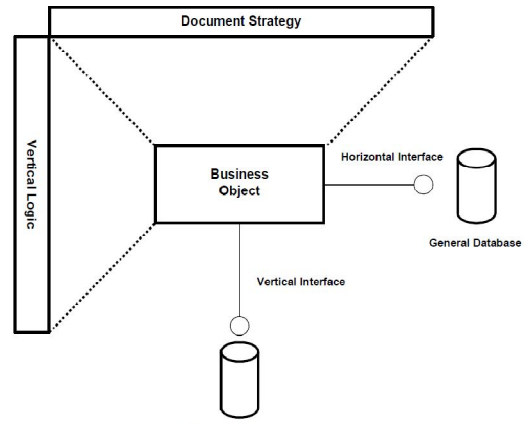 Document Strategy
Vertical Logic
Business
Object
Horizontal Interface
General Database
Vertical Interface